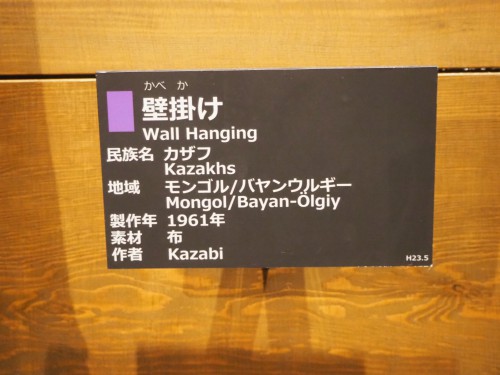 かべ か
壁掛け
Wall Hanging
民族名 カザフ
Kazakhs
地域 モンゴル/バヤンウルギー
Mongol/Bayan-Ölgiy
製作年 1961年
素材 布
作者 Kazabi
H23.5